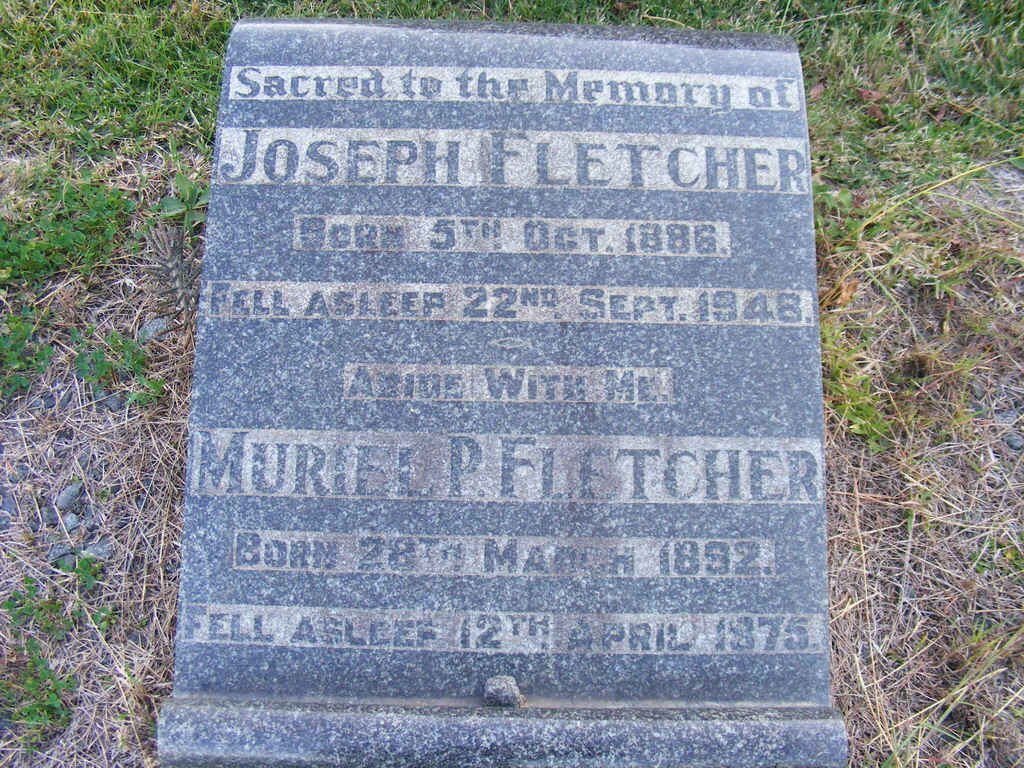 Sacred to the Memory of
JOSEPH FLETCHER
BORN 5TH OCT. 1886.
FELL ASLEEP 22ND SEPT. 1946.
ABIDE WITH ME.
MURIEL P. FLETCHER
BORN 28TH MARCH 1892.
FELL ASLEEP 12TH APRIL 1975.